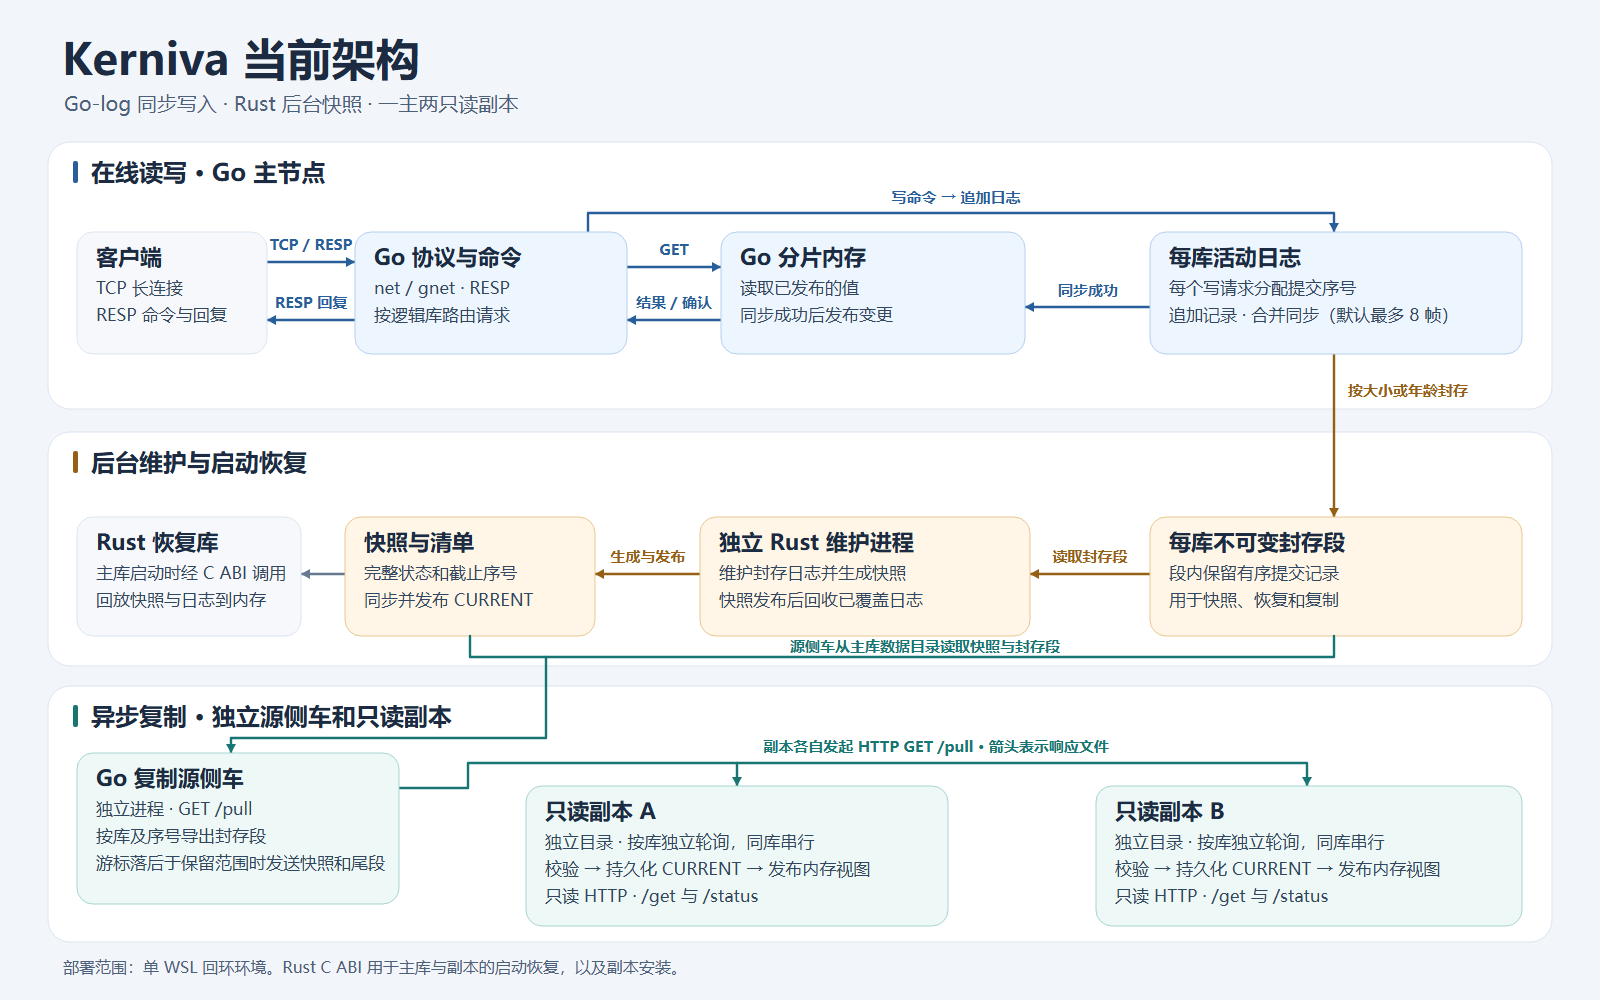 Kerniva 当前架构
Go-log 同步写入 · Rust 后台快照 · 一主两只读副本
在线读写 · Go 主节点
写命令 → 追加日志
客户端
TCP 长连接
RESP 命令与回复
TCP / RESP
RESP 回复
Go 协议与命令
net / gnet · RESP
按逻辑库路由请求
GET
结果 / 确认
Go 分片内存
读取已发布的值
同步成功后发布变更
同步成功
每库活动日志
每个写请求分配提交序号
追加记录 · 合并同步（默认最多 8 帧）
按大小或年龄封存
后台维护与启动恢复
Rust 恢复库
主库启动时经 C ABI 调用
回放快照与日志到内存
快照与清单
完整状态和截止序号
同步并发布 CURRENT
生成与发布
独立 Rust 维护进程
维护封存日志并生成快照
快照发布后回收已覆盖日志
读取封存段
每库不可变封存段
段内保留有序提交记录
用于快照、恢复和复制
源侧车从主库数据目录读取快照与封存段
异步复制 · 独立源侧车和只读副本
副本各自发起 HTTP GET /pull · 箭头表示响应文件
Go 复制源侧车
独立进程 · GET /pull
按库及序号导出封存段
游标落后于保留范围时发送快照和尾段
只读副本 A
独立目录 · 按库独立轮询，同库串行
校验 → 持久化 CURRENT → 发布内存视图
只读 HTTP · /get 与 /status
只读副本 B
独立目录 · 按库独立轮询，同库串行
校验 → 持久化 CURRENT → 发布内存视图
只读 HTTP · /get 与 /status
部署范围：单 WSL 回环环境。Rust C ABI 用于主库与副本的启动恢复，以及副本安装。